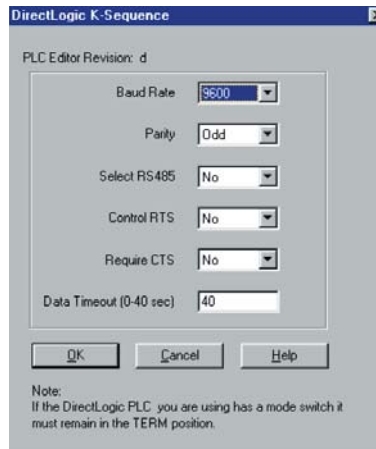 DirectLogic K-Sequence
PLC Editor Revision: d
Baud Rate 9600
Parity Odd
Select RS485 No
Control RTS No
Require CTS No
Data Timeout (0-40 sec) 40
OK Cancel Help
Note:
If the DirectLogic PLC you are using has a mode switch it
must remain in the TERM position.